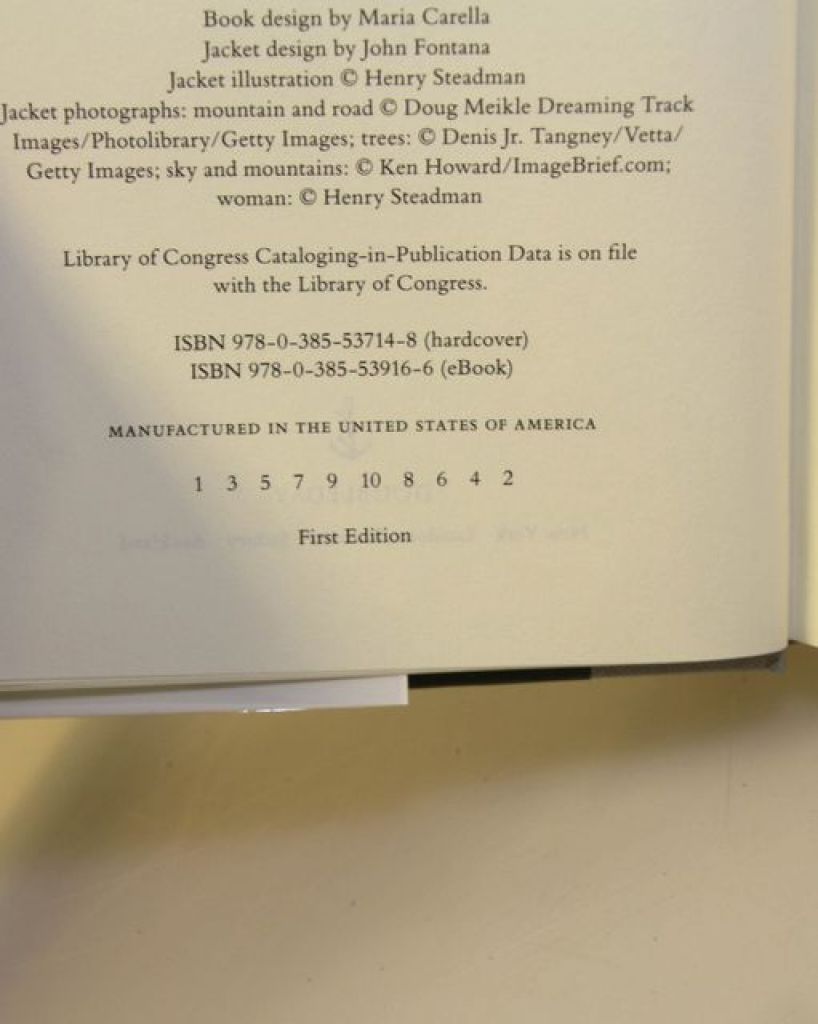 Book design by Maria Carella
Jacket design by John Fontana
Jacket illustration © Henry Steadman
Jacket photographs: mountain and road © Doug Meikle Dreaming Track
Images/Photolibrary/Getty Images; trees: © Denis Jr. Tangney/Vetta/
Getty Images; sky and mountains: © Ken Howard/ImageBrief.com;
woman: © Henry Steadman
Library of Congress Cataloging-in-Publication Data is on file
with the Library of Congress.
ISBN 978-0-385-53714-8 (hardcover)
ISBN 978-0-385-53916-6 (eBook)
MANUFACTURED IN THE UNITED STATES OF AMERICA
1 3 5 7 9 10 8 6 4 2
First Edition